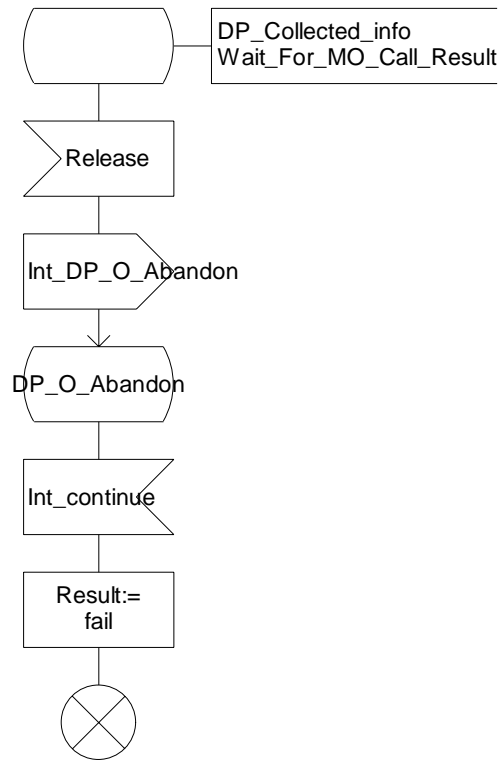 DP_Collected_info
Wait_For_MO_Call_Result
Release
Int_DP_O_Abandon
DP_O_Abandon
Int_continue
Result:=
fail